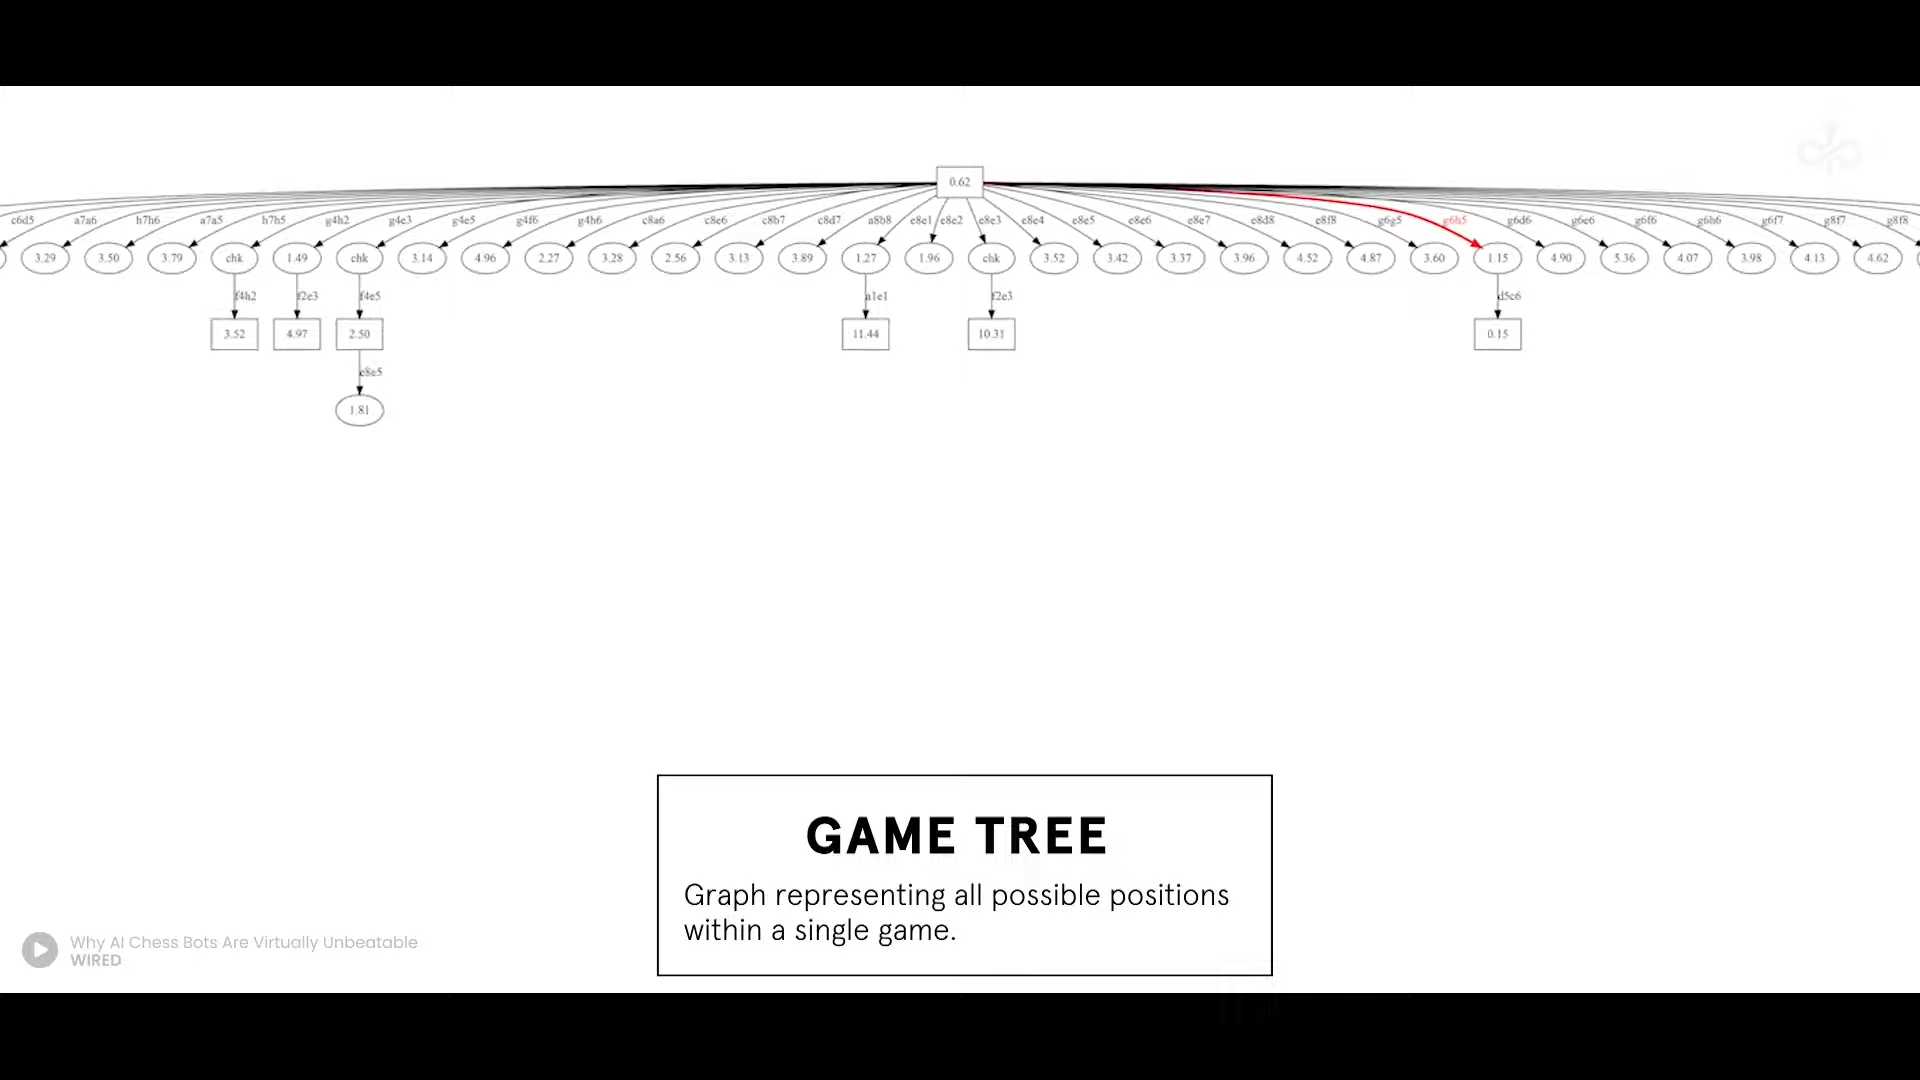 0.62
c6d5 a7a6 h7h6 a7a5 h7h5 g4h2 g4e3 g4e5 g4f6 g4h6 c8a6 c8e6 c8b7 c8d7 a8b8 e8e1 e8e2 e8e3 e8e4 e8e5 e8e6 e8e7 e8d8 e8f8 g6g5 g6h5 g6d6 g6e6 g6f6 g6h6 g6f7 g8f7 g8f8
3.29 3.50 3.79 chk 1.49 chk 3.14 4.96 2.27 3.28 2.56 3.13 3.89 1.27 1.96 chk 3.52 3.42 3.37 3.96 4.52 4.87 3.60 1.15 4.90 5.36 4.07 3.98 4.13 4.62
f4h2 f2e3 f4e5 a1e1 f2e3 d5c6
3.52 4.97 2.50 11.44 10.31 0.15
e8e5
1.81
GAME TREE
Graph representing all possible positions
within a single game.
Why AI Chess Bots Are Virtually Unbeatable
WIRED